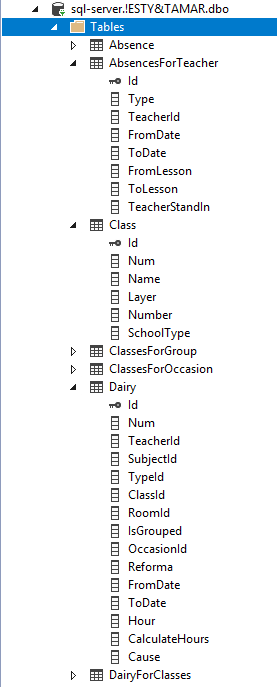 sql-server.!ESTY&TAMAR.dbo
Tables
Absence
AbsencesForTeacher
Id
Type
TeacherId
FromDate
ToDate
FromLesson
ToLesson
TeacherStandIn
Class
Id
Num
Name
Layer
Number
SchoolType
ClassesForGroup
ClassesForOccasion
Dairy
Id
Num
TeacherId
SubjectId
TypeId
ClassId
RoomId
IsGrouped
OccasionId
Reforma
FromDate
ToDate
Hour
CalculateHours
Cause
DairyForClasses